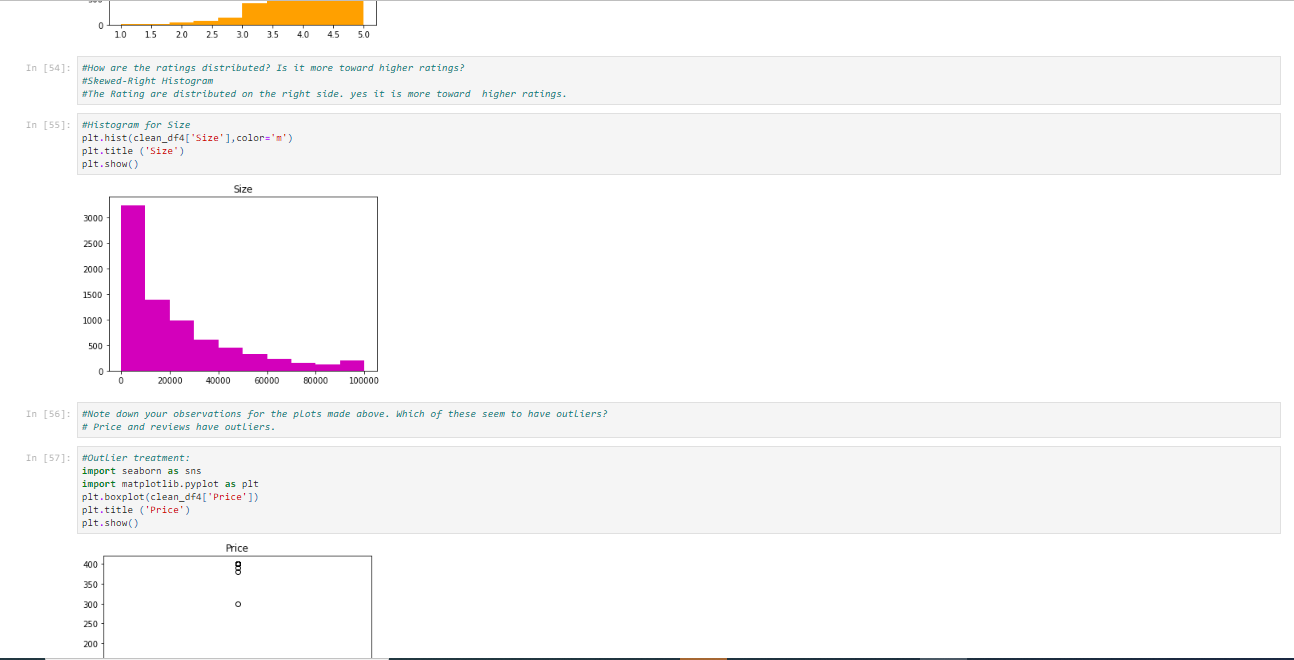 0
1.0 1.5 2.0 2.5 3.0 3.5 4.0 4.5 5.0
In [54]: #How are the ratings distributed? Is it more toward higher ratings?
#Skewed-Right Histogram
#The Rating are distributed on the right side. yes it is more toward  higher ratings.
In [55]: #Histogram for Size
plt.hist(clean_df4['Size'],color='m')
plt.title ('Size')
plt.show()
Size
3000
2500
2000
1500
1000
500
0
0 20000 40000 60000 80000 100000
In [56]: #Note down your observations for the plots made above. Which of these seem to have outliers?
# Price and reviews have outliers.
In [57]: #Outlier treatment:
import seaborn as sns
import matplotlib.pyplot as plt
plt.boxplot(clean_df4['Price'])
plt.title ('Price')
plt.show()
Price
400
350
300
250
200